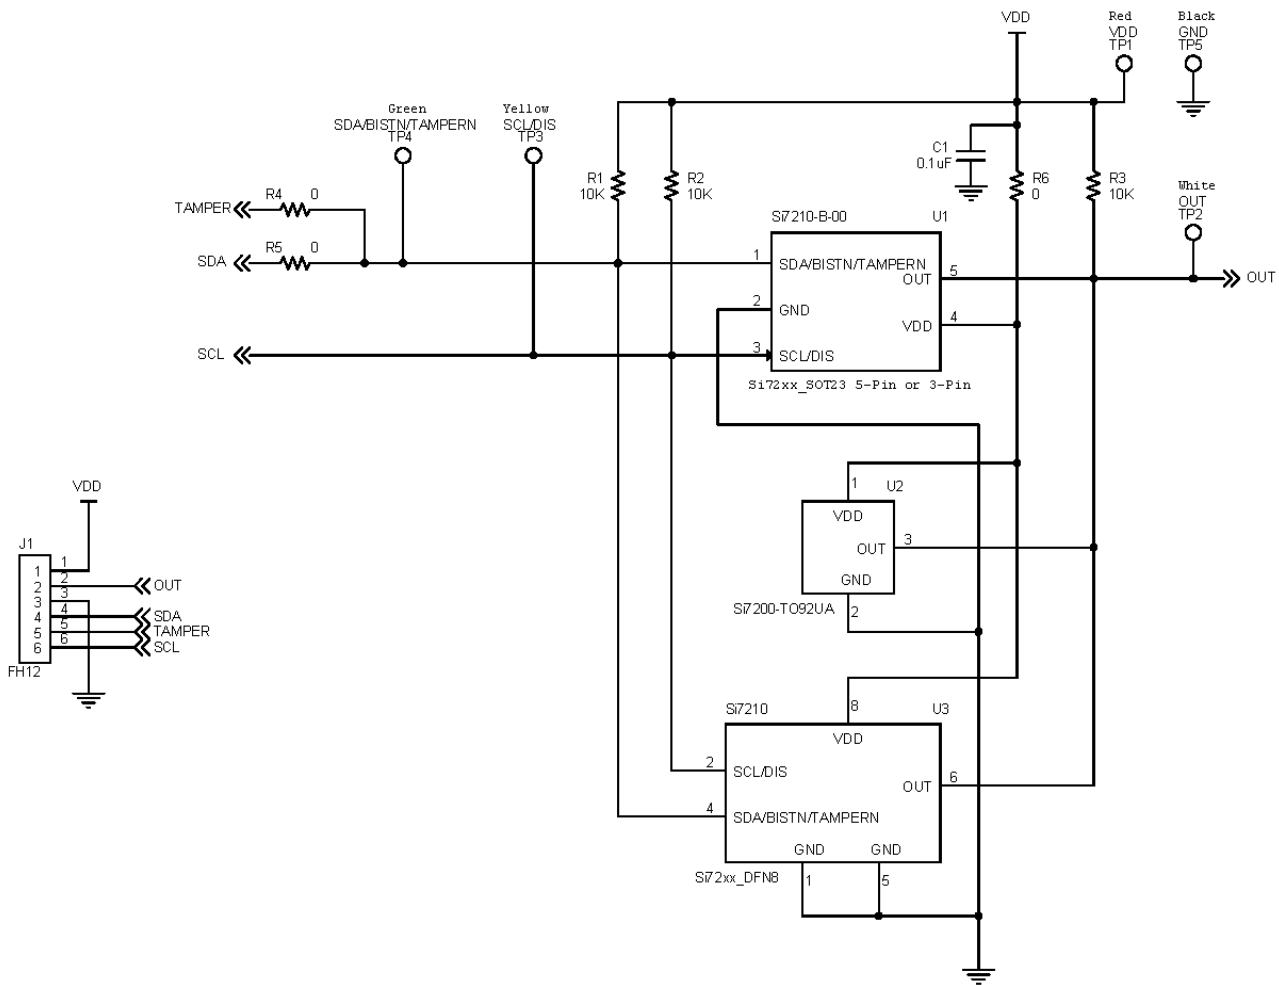 VDD
Red
VDD
TP1
Black
GND
TP5
Green
SDA/BISTN/TAMPERN
TP4
Yellow
SCL/DIS
TP3
C1
0.1uF
R1
10K
R2
10K
R6
0
R3
10K
White
OUT
TP2
R4 0
TAMPER
R5 0
SDA
SCL
Si7210-B-00 U1
1 SDA/BISTN/TAMPERN
OUT 5
2 GND
VDD 4
3 SCL/DIS
Si72xx_SOT23 5-Pin or 3-Pin
OUT
1 U2
VDD
OUT 3
GND
Si7200-TO92UA 2
VDD
J1
1 1
2 2 OUT
3 3
4 4 SDA
5 5 TAMPER
6 6 SCL
FH12
Si7210 8 U3
VDD
2 SCL/DIS
OUT 6
4 SDA/BISTN/TAMPERN
GND GND
Si72xx_DFN8 1 5